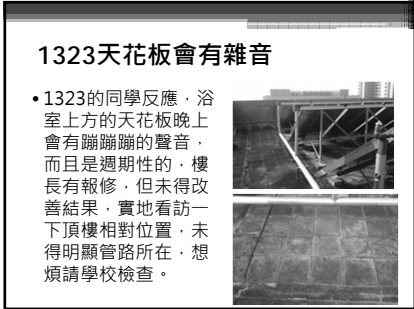 1323天花板會有雜音
•1323的同學反應，浴
室上方的天花板晚上
會有蹦蹦蹦的聲音，
而且是週期性的，樓
長有報修，但未得改
善結果，實地看訪一
下頂樓相對位置，未
得明顯管路所在，想
煩請學校檢查。